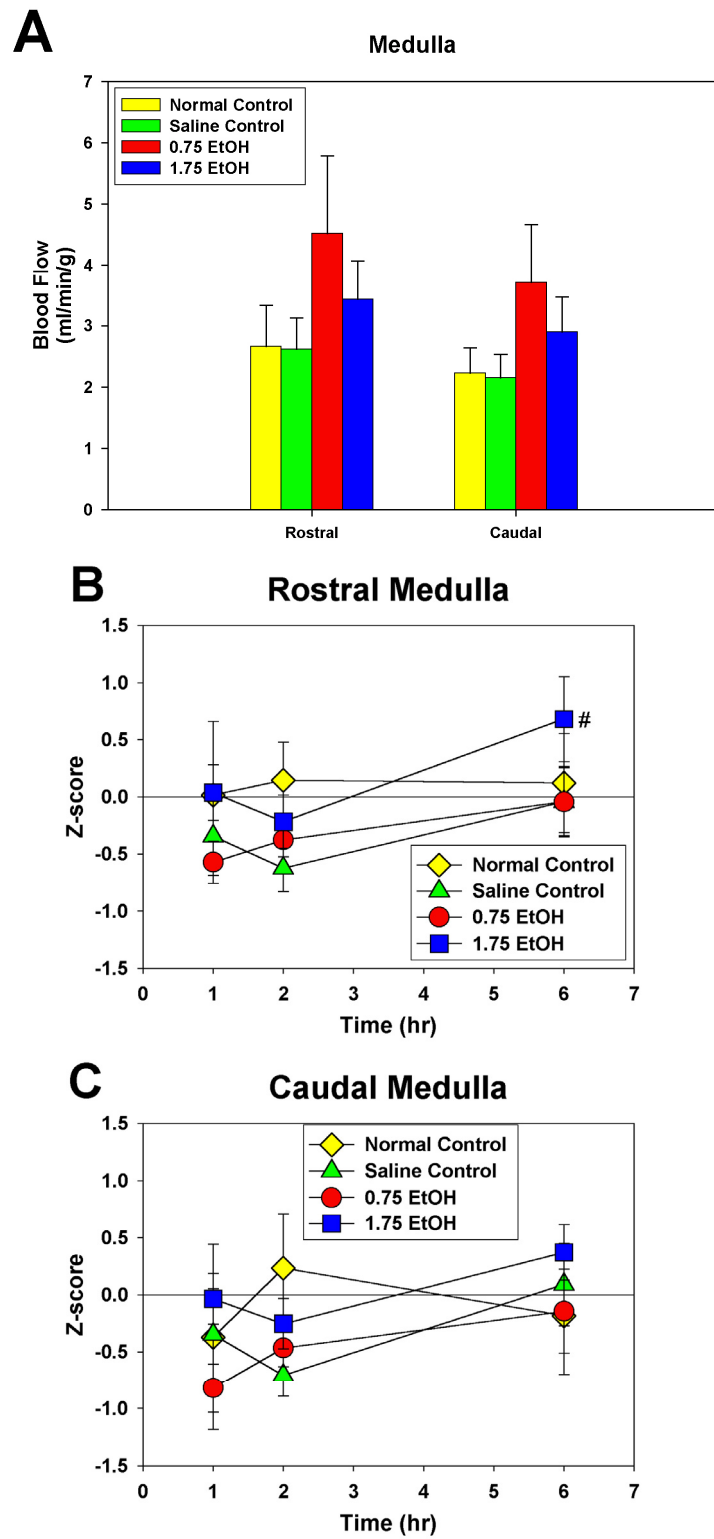 A
Medulla
7
6
5
4
3
2
1
0
Blood Flow
(ml/min/g)
Normal Control
Saline Control
0.75 EtOH
1.75 EtOH
Rostral
Caudal
B
Rostral Medulla
1.5
1.0
0.5
0.0
-0.5
-1.0
-1.5
Z-score
#
Normal Control
Saline Control
0.75 EtOH
1.75 EtOH
0 1 2 3 4 5 6 7
Time (hr)
C
Caudal Medulla
1.5
1.0
0.5
0.0
-0.5
-1.0
-1.5
Z-score
Normal Control
Saline Control
0.75 EtOH
1.75 EtOH
0 1 2 3 4 5 6 7
Time (hr)